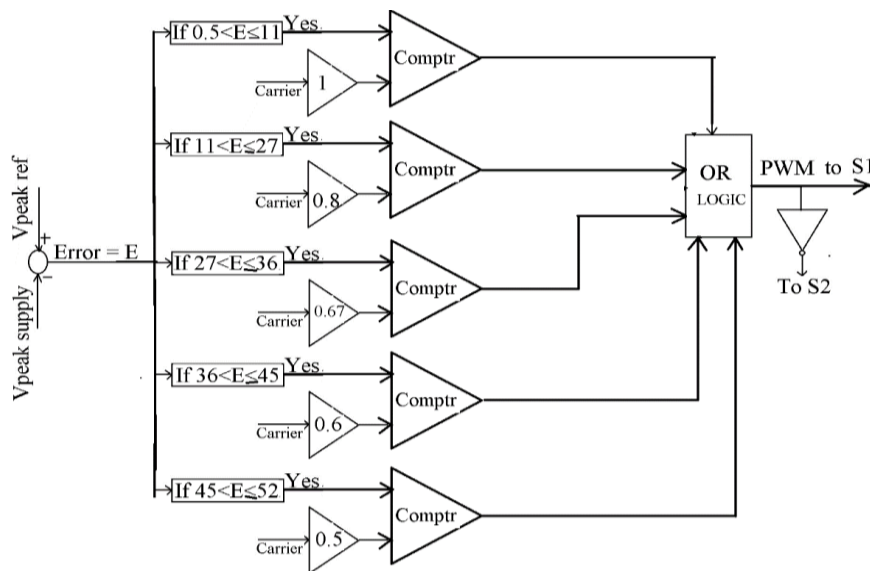 If 0.5<E≤11 Yes
Comptr
Carrier 1
If 11<E≤27 Yes
Comptr
Carrier 0.8
OR
LOGIC
PWM to S1
To S2
Vpeak ref
+
Error = E
−
Vpeak supply
If 27<E≤36 Yes
Comptr
Carrier 0.67
If 36<E≤45 Yes
Comptr
Carrier 0.6
If 45<E≤52 Yes
Comptr
Carrier 0.5